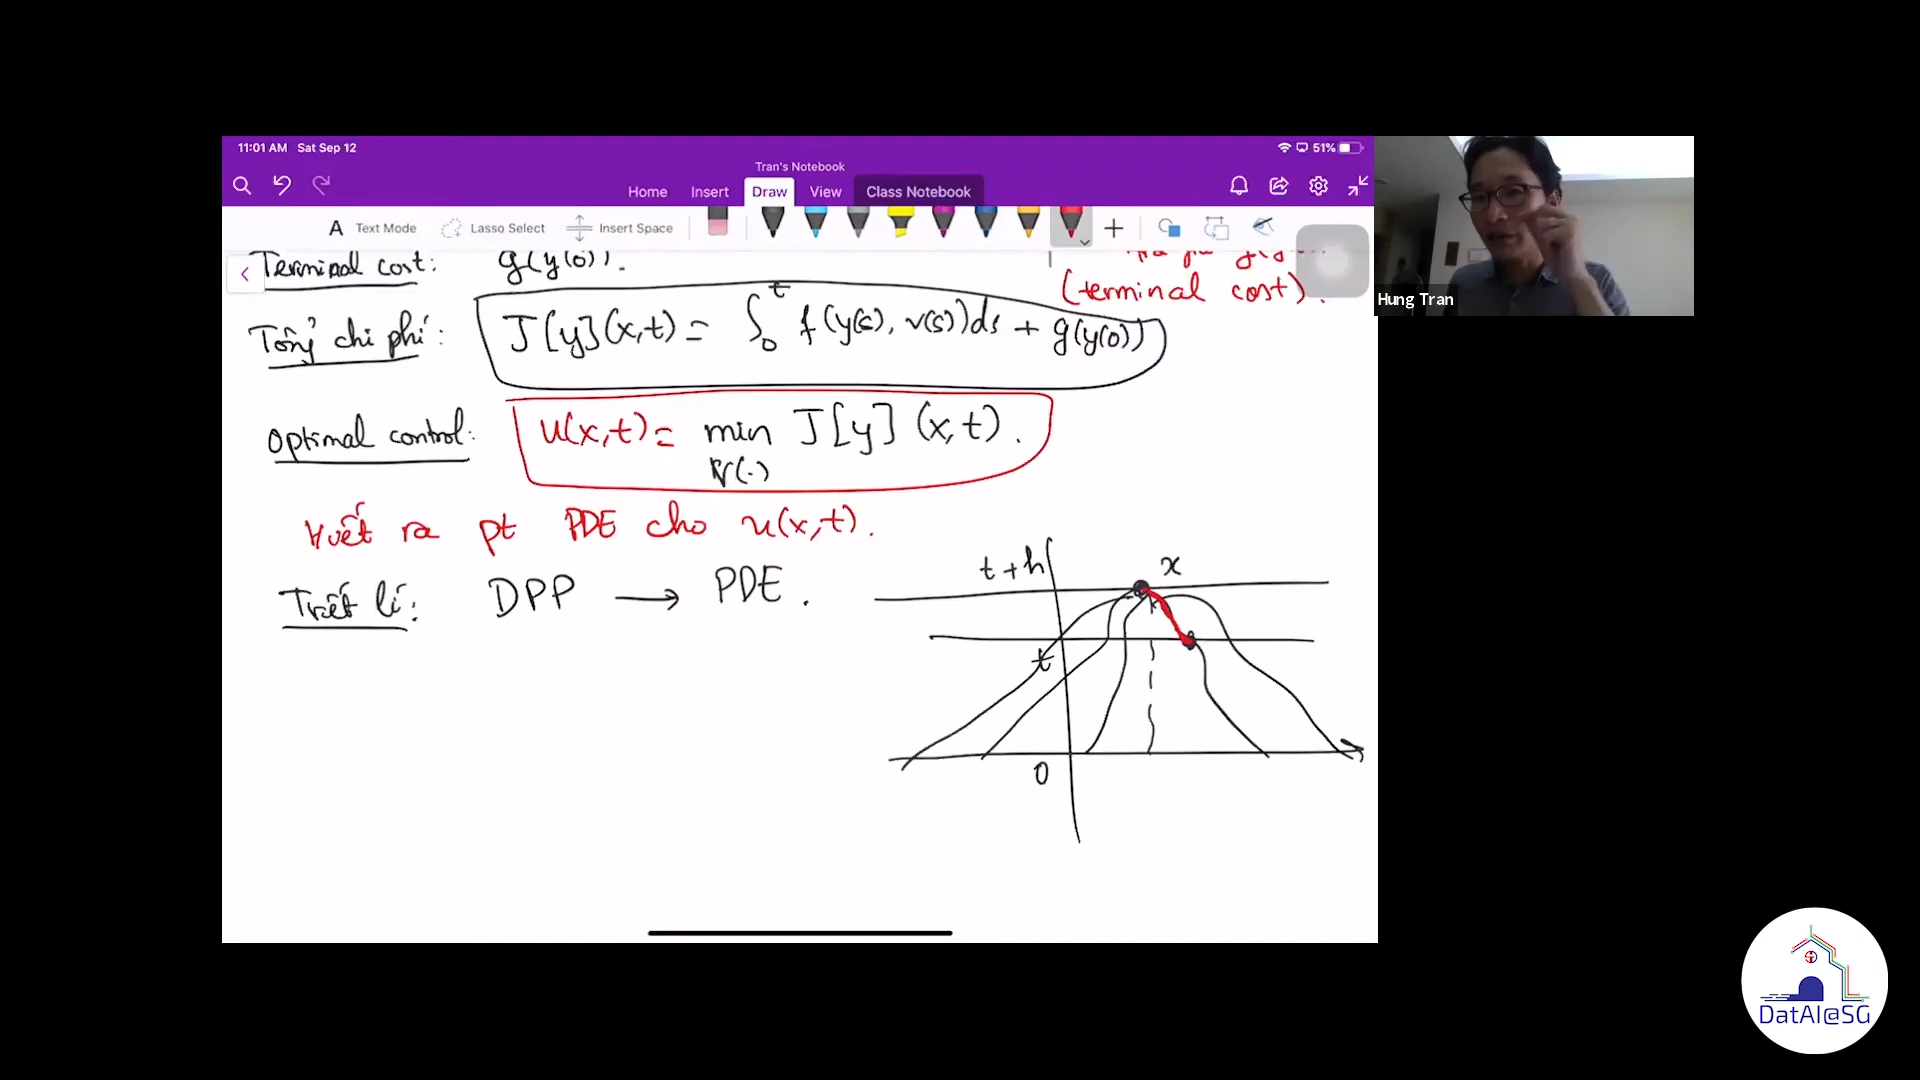 11:01 AM Sat Sep 12
51%
Tran's Notebook
Home Insert Draw View Class Notebook
A Text Mode Lasso Select Insert Space
Terminal cost: g(y(0)).
(terminal cost).
Hung Tran
Tổng chi phí: J[y](x,t) = ∫₀ᵗ f(y(s), v(s))ds + g(y(0))
Optimal control: u(x,t) = min J[y] (x,t).
v(·)
Viết ra pt PDE cho u(x,t).
Triết lí: DPP → PDE.
t+h x
t
0
DatAI@SG